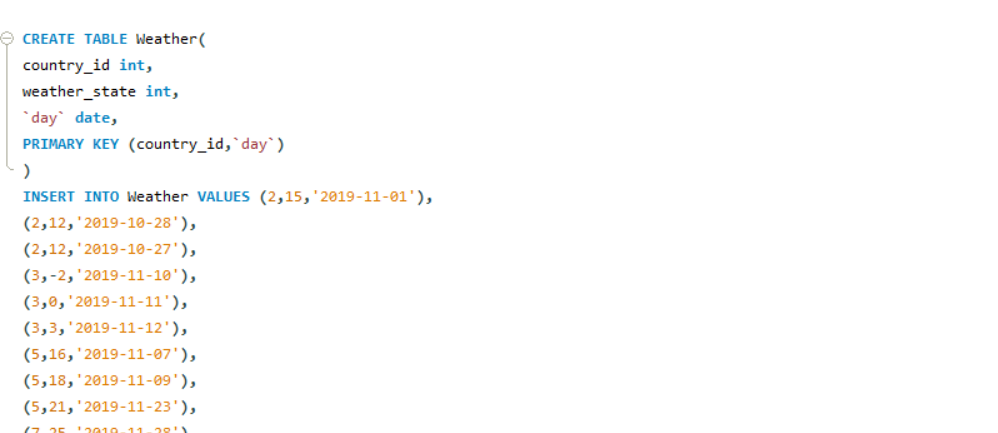 CREATE TABLE Weather(
country_id int,
weather_state int,
`day` date,
PRIMARY KEY (country_id,`day`)
)
INSERT INTO Weather VALUES (2,15,'2019-11-01'),
(2,12,'2019-10-28'),
(2,12,'2019-10-27'),
(3,-2,'2019-11-10'),
(3,0,'2019-11-11'),
(3,3,'2019-11-12'),
(5,16,'2019-11-07'),
(5,18,'2019-11-09'),
(5,21,'2019-11-23'),
(7,25,'2019-11-28')